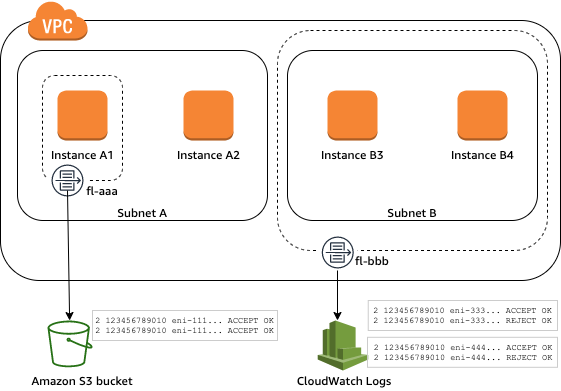 VPC
Instance A1
Instance A2
Instance B3
Instance B4
fl-aaa
Subnet A
Subnet B
fl-bbb
2 123456789010 eni-111... ACCEPT OK
2 123456789010 eni-111... ACCEPT OK
2 123456789010 eni-333... ACCEPT OK
2 123456789010 eni-333... REJECT OK
2 123456789010 eni-444... ACCEPT OK
2 123456789010 eni-444... REJECT OK
Amazon S3 bucket
CloudWatch Logs